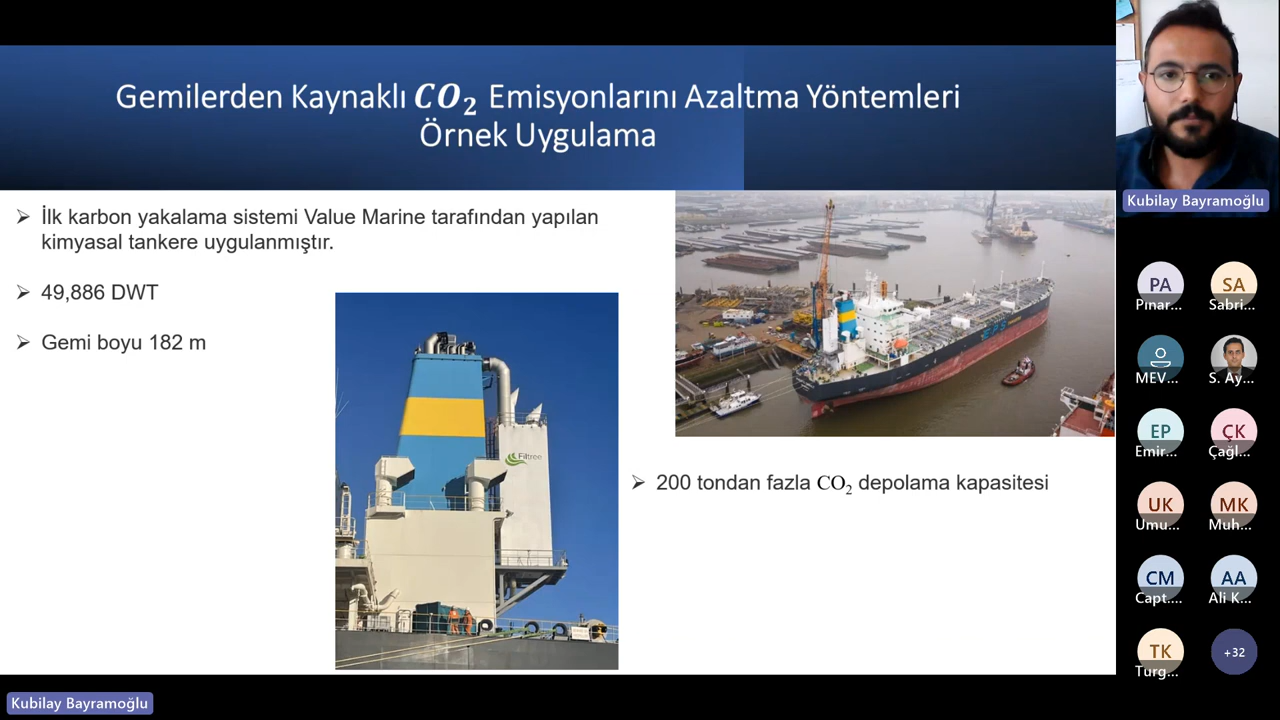 Gemilerden Kaynaklı CO₂ Emisyonlarını Azaltma Yöntemleri
Örnek Uygulama
➢ İlk karbon yakalama sistemi Value Marine tarafından yapılan
kimyasal tankere uygulanmıştır.
➢ 49,886 DWT
➢ Gemi boyu 182 m
Filtree
EPS
➢ 200 tondan fazla CO₂ depolama kapasitesi
Kubilay Bayramoğlu
PA
SA
Pınar...
Sabri...
MEV...
S. Ay...
EP
ÇK
Emir...
Çağl...
UK
MK
Umu...
Muh...
CM
AA
Capt....
Ali K...
TK
+32
Turg...
Kubilay Bayramoğlu